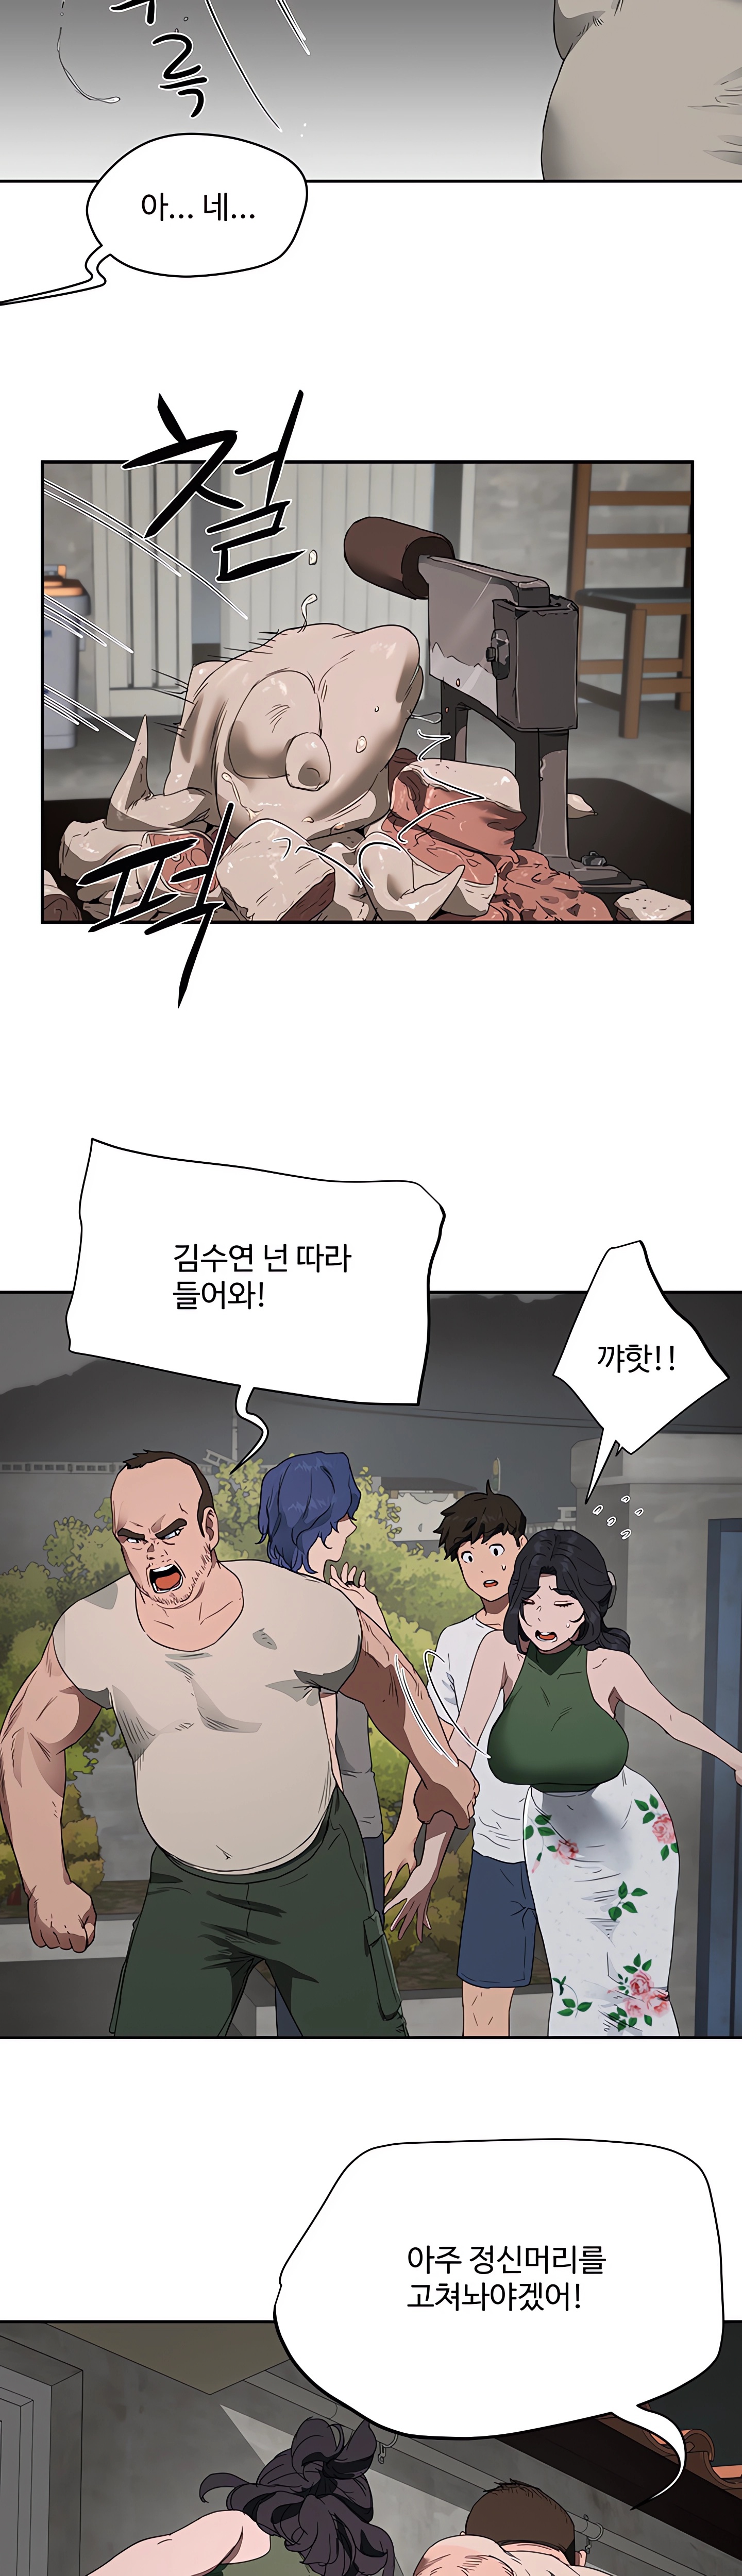 륵
아... 네...
철
퍽
김수연 넌 따라
들어와!
꺄핫!!
아주 정신머리를
고쳐놔야겠어!